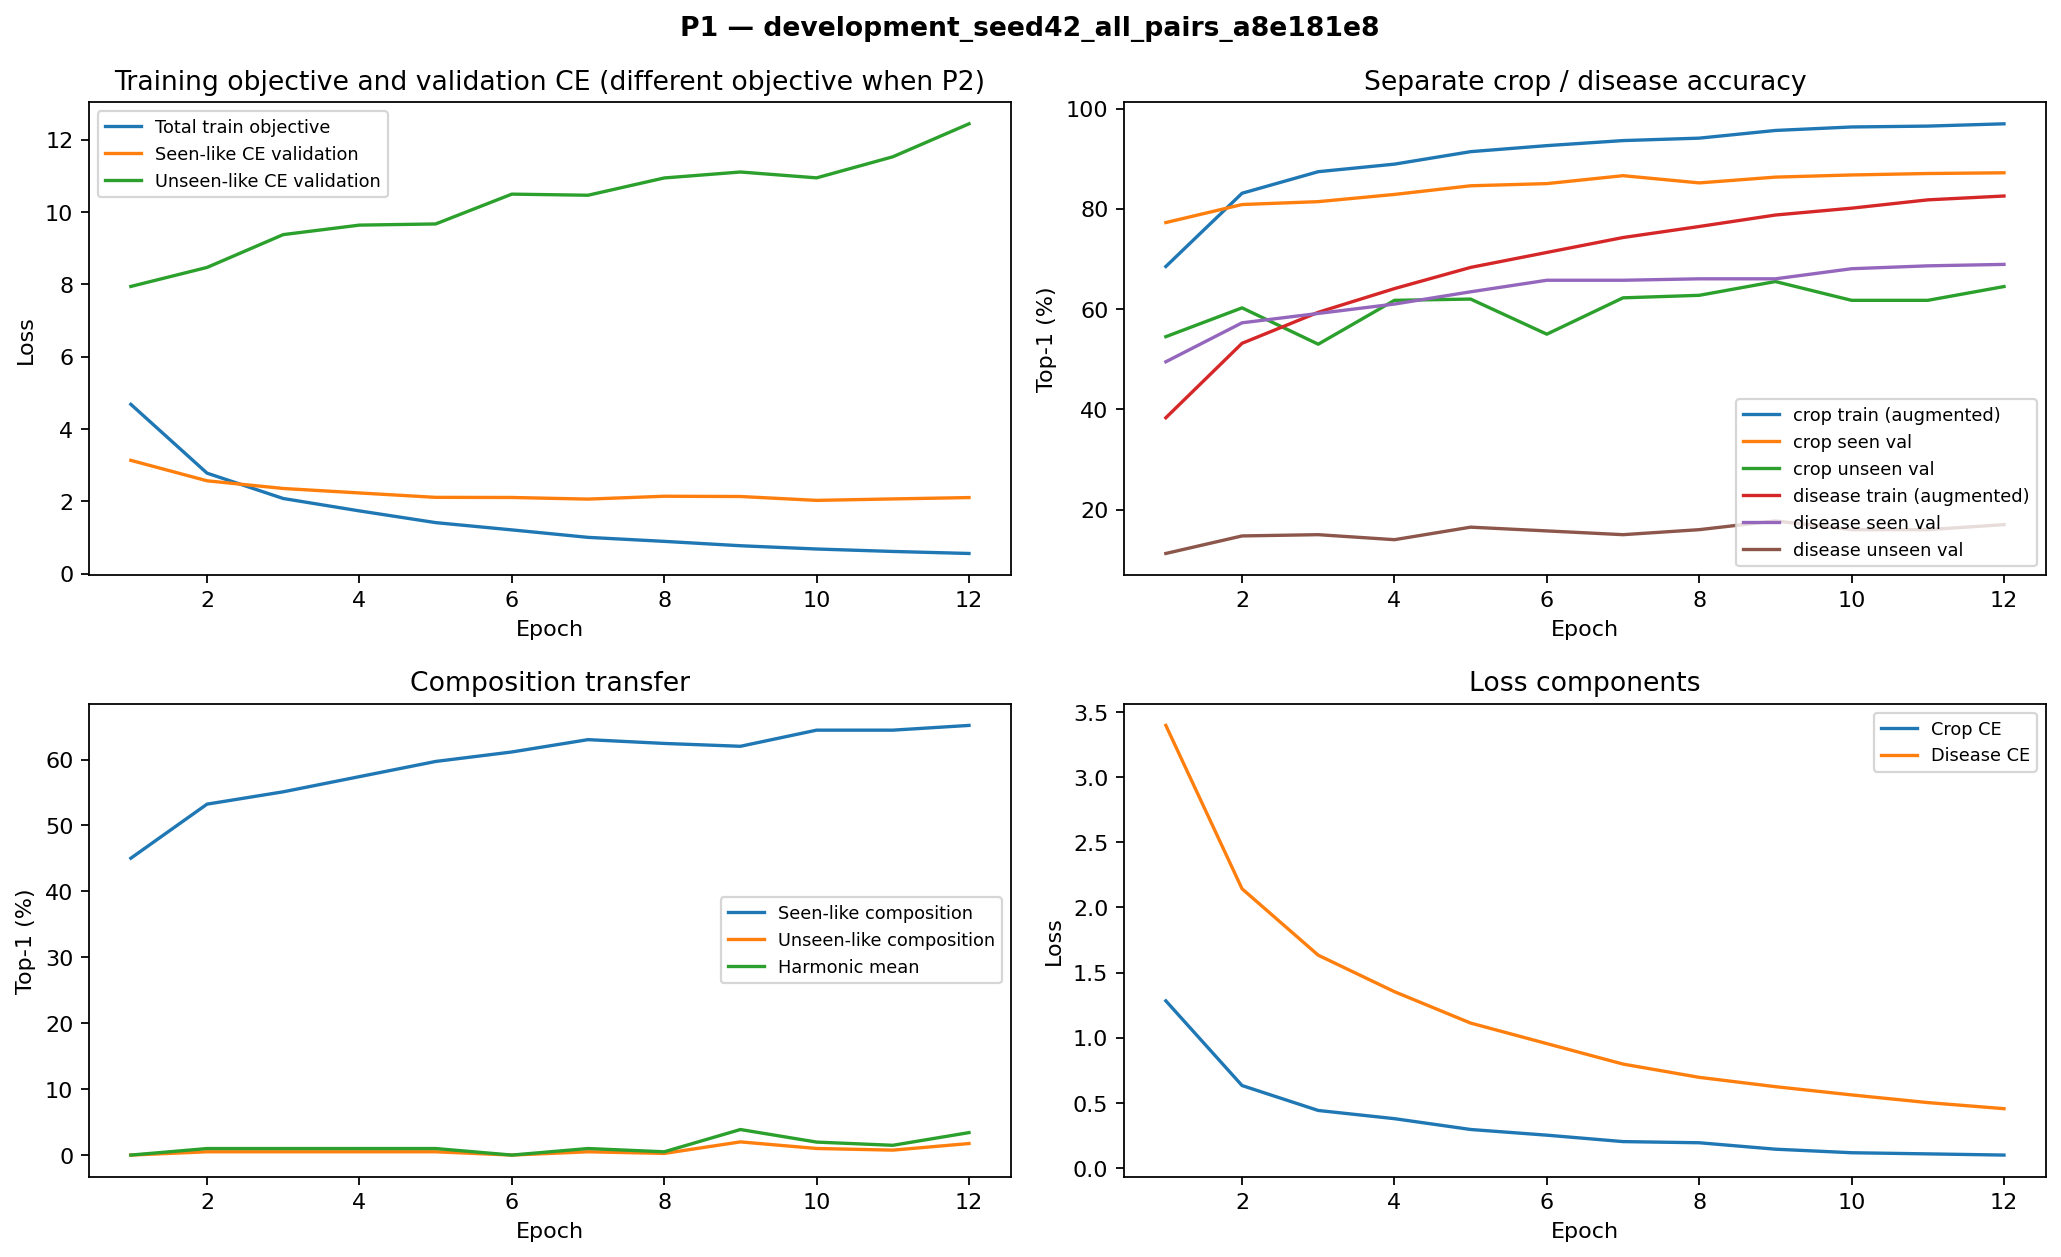 P1 — development_seed42_all_pairs_a8e181e8
Training objective and validation CE (different objective when P2)
Loss
12
10
8
6
4
2
0
Total train objective
Seen-like CE validation
Unseen-like CE validation
2 4 6 8 10 12
Epoch
Separate crop / disease accuracy
Top-1 (%)
100
80
60
40
20
crop train (augmented)
crop seen val
crop unseen val
disease train (augmented)
disease seen val
disease unseen val
2 4 6 8 10 12
Epoch
Composition transfer
Top-1 (%)
60
50
40
30
20
10
0
Seen-like composition
Unseen-like composition
Harmonic mean
2 4 6 8 10 12
Epoch
Loss components
Loss
3.5
3.0
2.5
2.0
1.5
1.0
0.5
0.0
Crop CE
Disease CE
2 4 6 8 10 12
Epoch